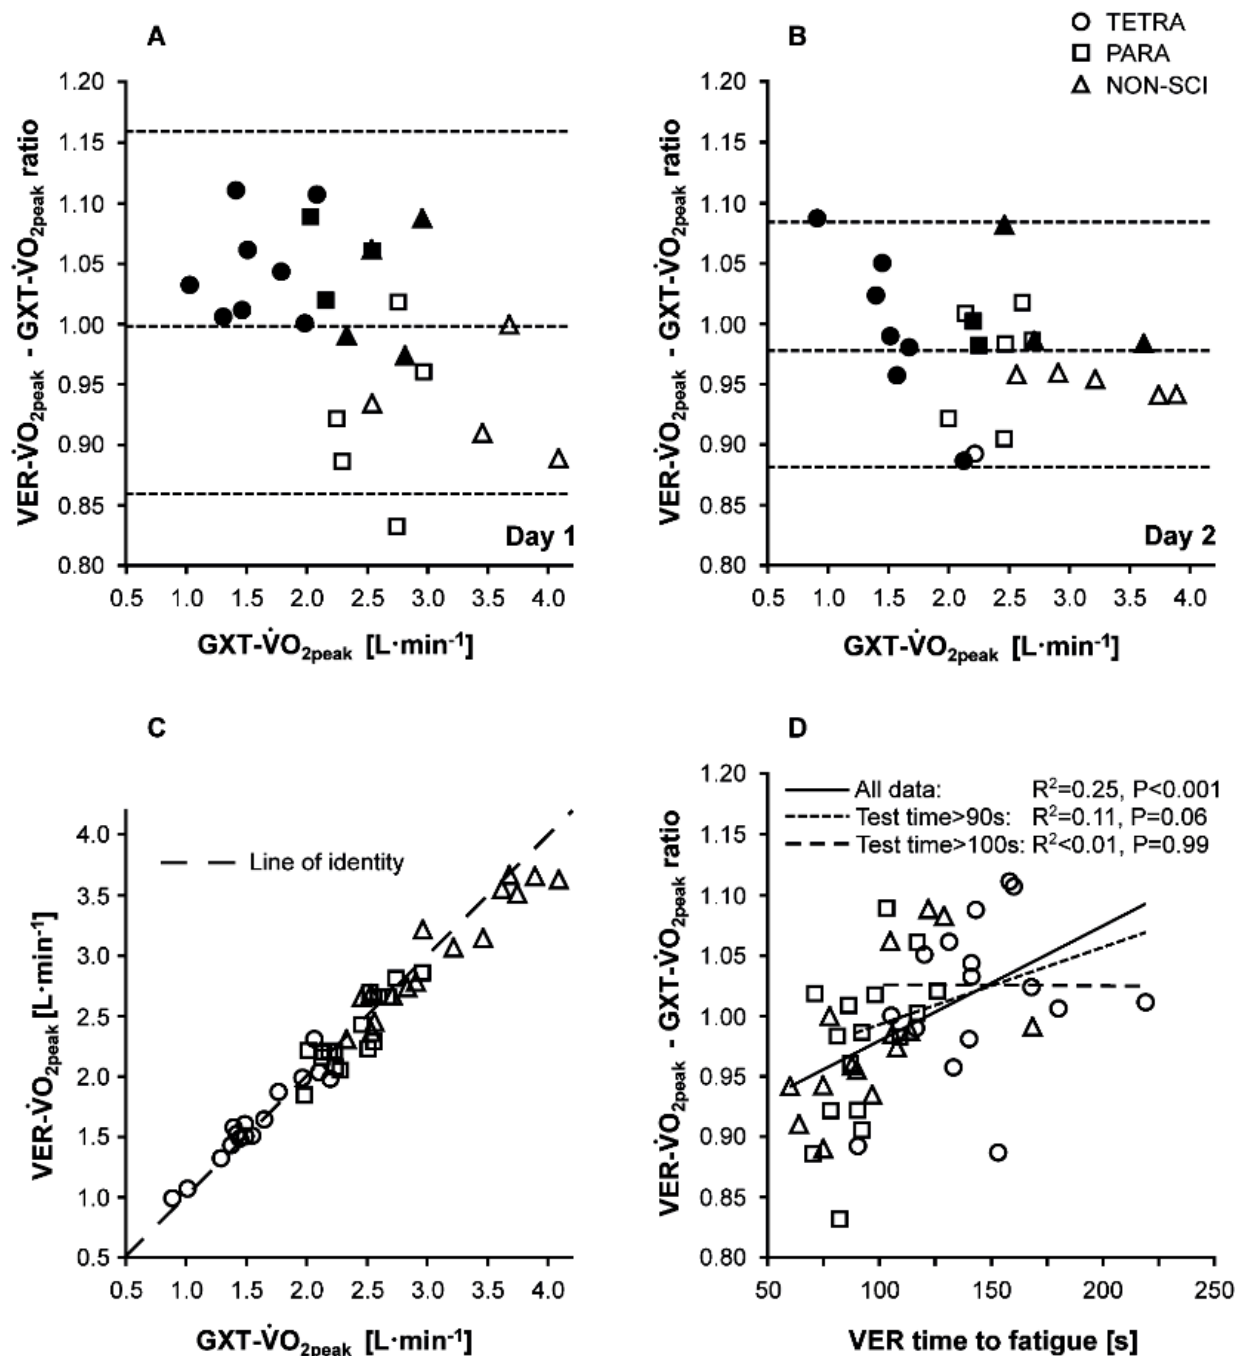 A
B
TETRA
PARA
NON-SCI
VER-V̇O2peak - GXT-V̇O2peak ratio
1.20
1.15
1.10
1.05
1.00
0.95
0.90
0.85
0.80
Day 1
0.5 1.0 1.5 2.0 2.5 3.0 3.5 4.0
GXT-V̇O2peak [L·min-1]
VER-V̇O2peak - GXT-V̇O2peak ratio
1.20
1.15
1.10
1.05
1.00
0.95
0.90
0.85
0.80
Day 2
0.5 1.0 1.5 2.0 2.5 3.0 3.5 4.0
GXT-V̇O2peak [L·min-1]
C
VER-V̇O2peak [L·min-1]
4.0
3.5
3.0
2.5
2.0
1.5
1.0
0.5
Line of identity
0.5 1.0 1.5 2.0 2.5 3.0 3.5 4.0
GXT-V̇O2peak [L·min-1]
D
VER-V̇O2peak - GXT-V̇O2peak ratio
1.20
1.15
1.10
1.05
1.00
0.95
0.90
0.85
0.80
All data: R2=0.25, P<0.001
Test time>90s: R2=0.11, P=0.06
Test time>100s: R2<0.01, P=0.99
50 100 150 200 250
VER time to fatigue [s]